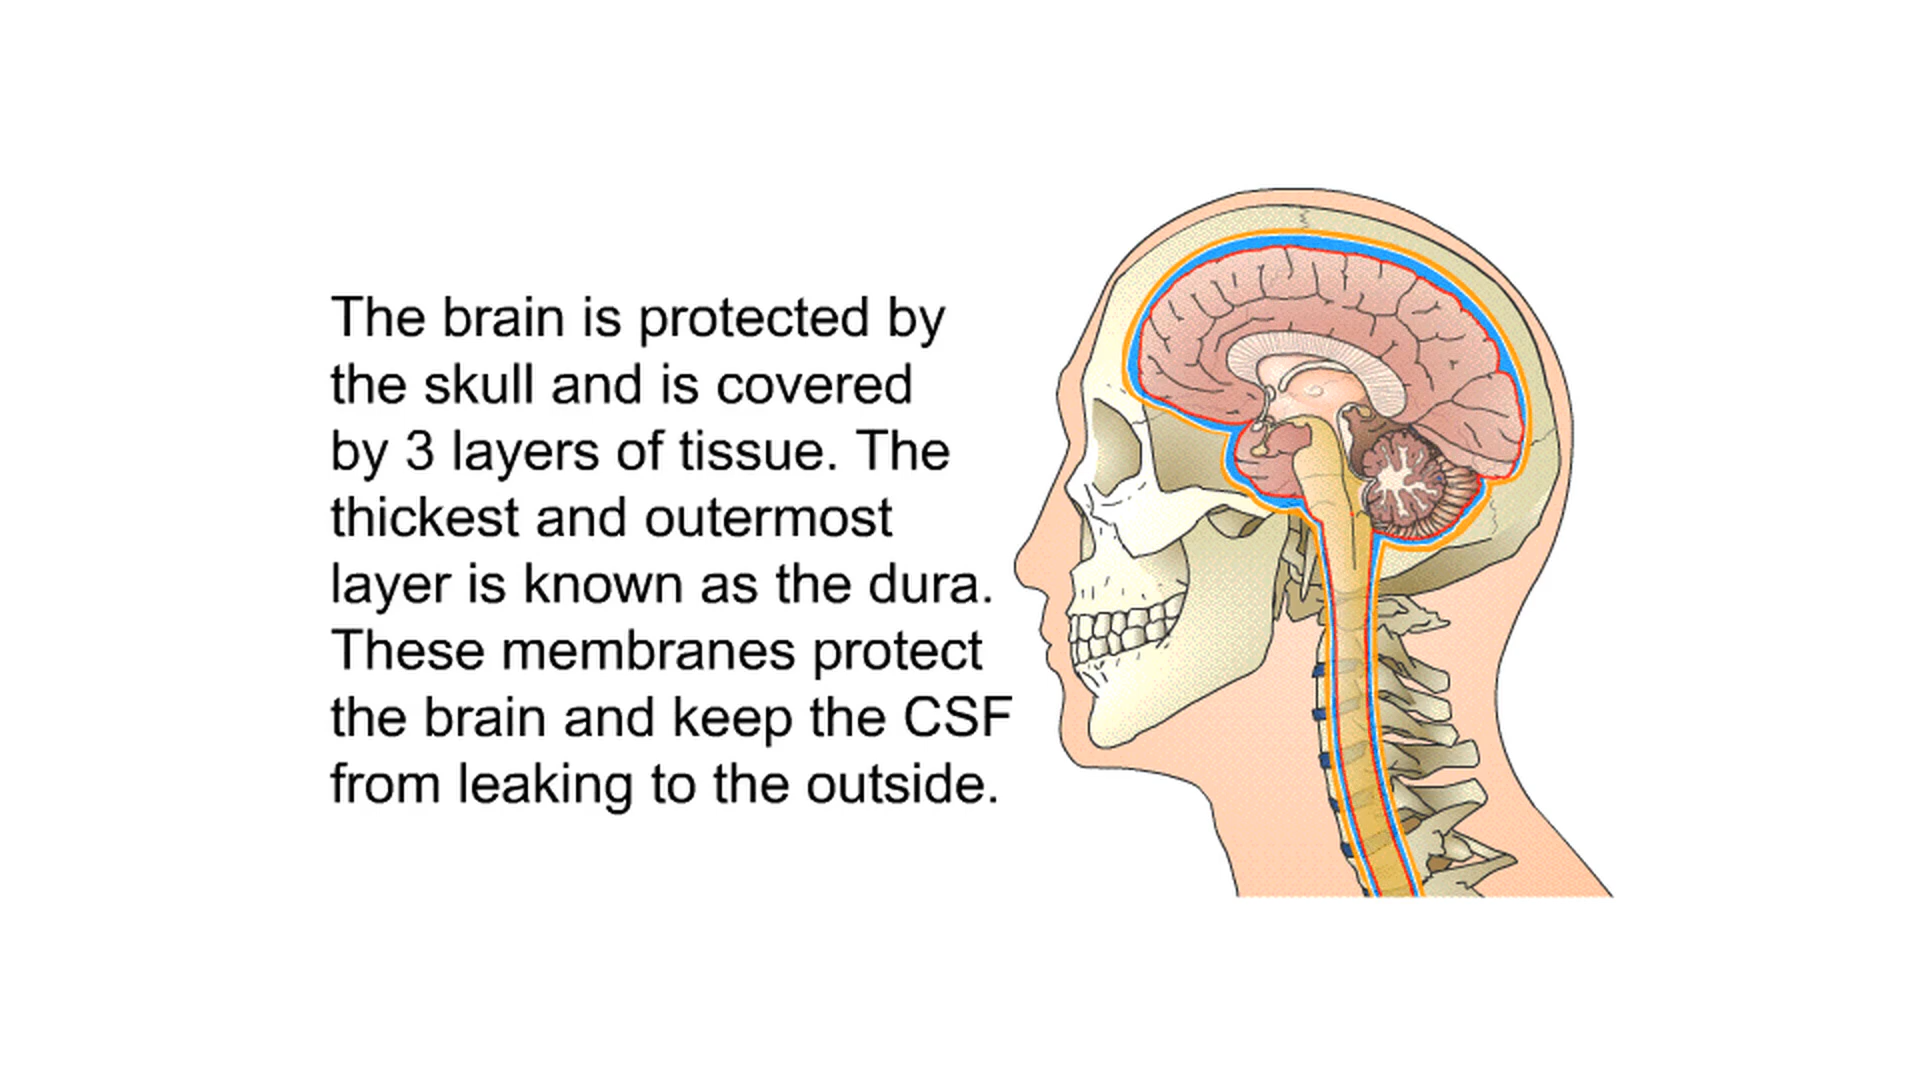 The brain is protected by
the skull and is covered
by 3 layers of tissue. The
thickest and outermost
layer is known as the dura.
These membranes protect
the brain and keep the CSF
from leaking to the outside.